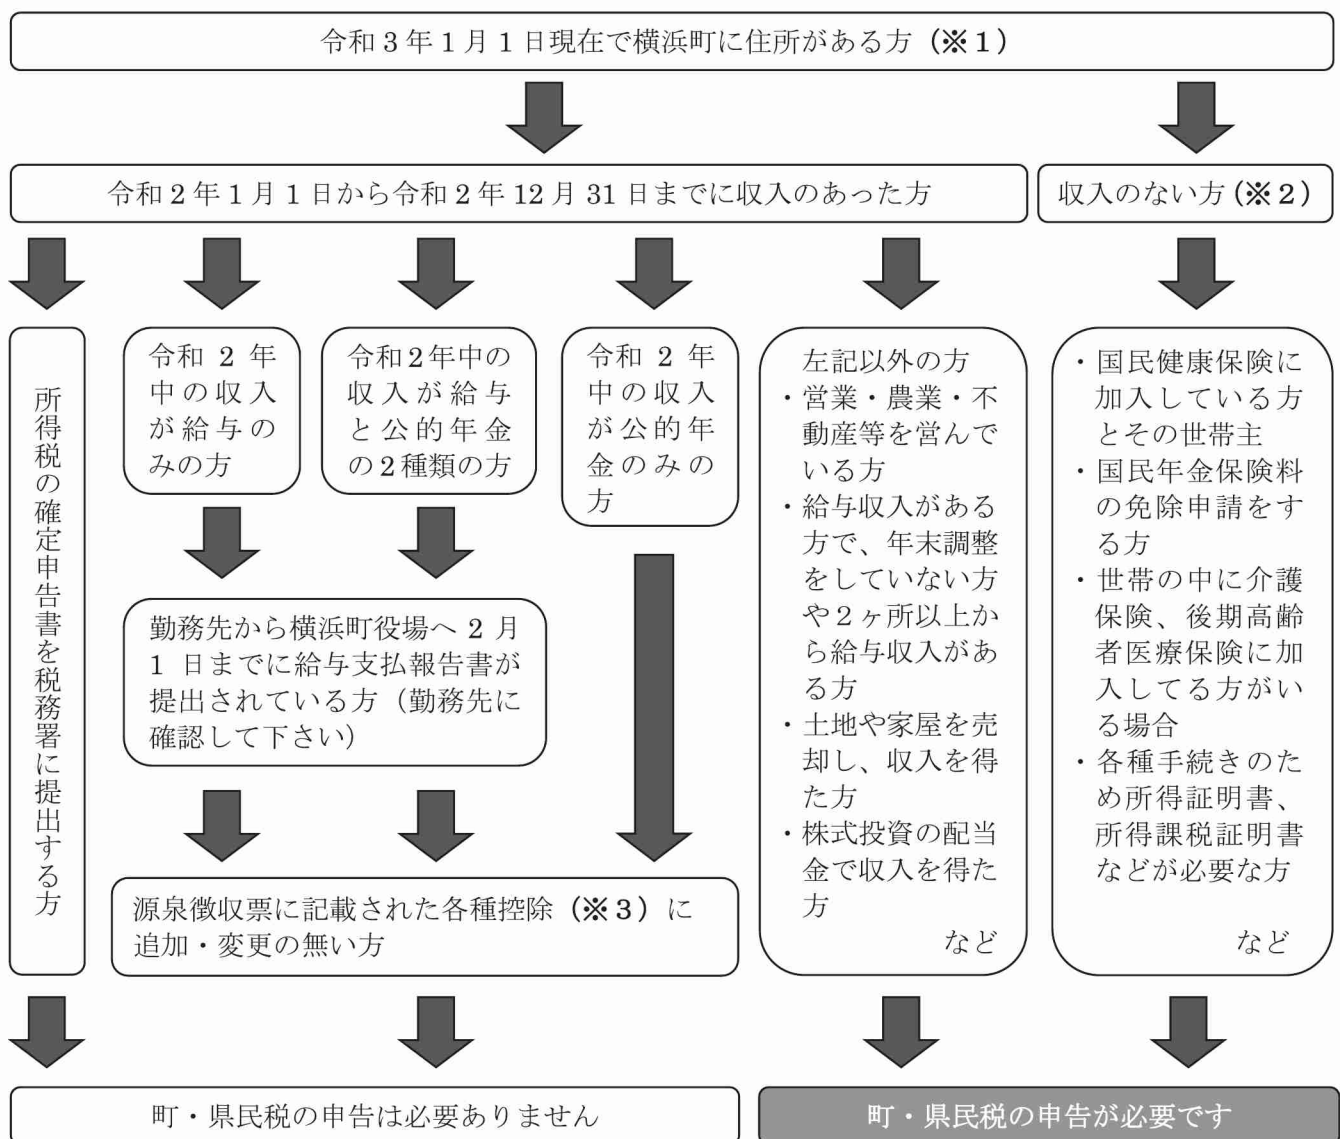 令和3年1月1日現在で横浜町に住所がある方（※1）
令和2年1月1日から令和2年12月31日までに収入のあった方
収入のない方（※2）
所得税の確定申告書を税務署に提出する方
令和2年
中の収入
が給与の
みの方
令和2年中の
収入が給与
と公的年金
の2種類の方
令和2年
中の収入
が公的年
金のみの
方
勤務先から横浜町役場へ2月
1日までに給与支払報告書が
提出されている方（勤務先に
確認して下さい）
源泉徴収票に記載された各種控除（※3）に
追加・変更の無い方
左記以外の方
・営業・農業・不
動産等を営んで
いる方
・給与収入がある
方で、年末調整
をしていない方
や2ヶ所以上か
ら給与収入があ
る方
・土地や家屋を売
却し、収入を得
た方
・株式投資の配当
金で収入を得た
方
など
・国民健康保険に
加入している方
とその世帯主
・国民年金保険料
の免除申請をす
る方
・世帯の中に介護
保険、後期高齢
者医療保険に加
入してる方がい
る場合
・各種手続きのた
め所得証明書、
所得課税証明書
などが必要な方
など
町・県民税の申告は必要ありません
町・県民税の申告が必要です